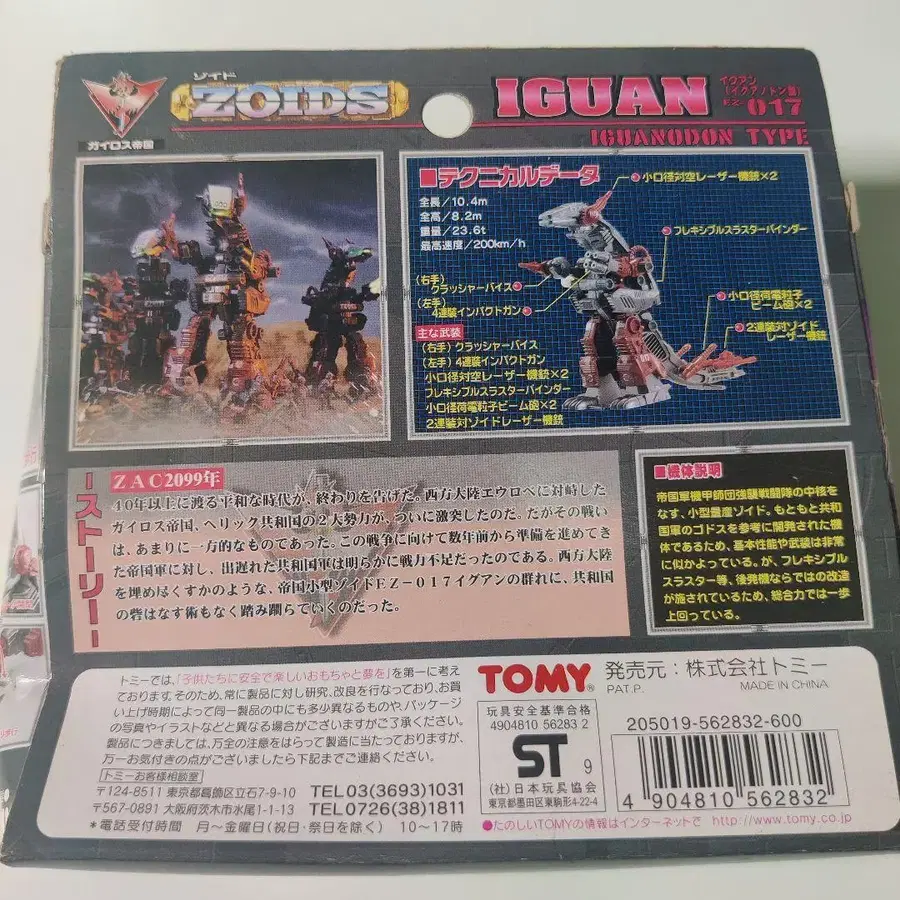 ガイロス帝国
ゾイド
ZOIDS
IGUAN
イグアン
(イグアノドン型)
EZ-017
IGUANODON TYPE
■テクニカルデータ
全長/10.4m
全高/8.2m
重量/23.6t
最高速度/200km/h
小口径対空レーザー機銃×2
フレキシブルスラスターバインダー
小口径荷電粒子
ビーム砲×2
2連装対ゾイド
レーザー機銃
(右手)
クラッシャーバイス
(左手)
4連装インパクトガン
主な武装
(右手)クラッシャーバイス
(左手)4連装インパクトガン
小口径対空レーザー機銃×2
フレキシブルスラスターバインダー
小口径荷電粒子ビーム砲×2
2連装対ゾイドレーザー機銃
ーストーリーー
ZAC2099年
40年以上に渡る平和な時代が、終わりを告げた。西方大陸エウロペに対峙した
ガイロス帝国、ヘリック共和国の2大勢力が、ついに激突したのだ。だがその戦い
は、あまりに一方的なものであった。この戦争に向けて数年前から準備を進めてき
た帝国軍に対し、出遅れた共和国軍は明らかに戦力不足だったのである。西方大陸
を埋め尽くすかのような、帝国小型ゾイドEZ-017イグアンの群れに、共和国
の砦はなす術もなく踏み躙られていくのだった。
■機体説明
帝国軍機甲師団強襲戦闘隊の中核を
なす、小型量産ゾイド。もともと共和
国軍のゴドスを参考に開発された機
体であるため、基本性能や武装は非常
に似かよっている。が、フレキシブル
スラスター等、後発機ならではの改造
が施されているため、総合力では一歩
上回っている。
トミーでは、「子供たちに安全で楽しいおもちゃと夢を」を第一に考え
ております。そのため、常に製品に対し研究、改良を行なっており、お買
い上げ時期によって同一製品の中にも多少異なるものや、パッケージ
の写真やイラストなどと異なる場合がございますがご了承ください。
製品につきましては、万全の注意をはらって製造に当たっておりますが、
万一お気付きの点がございましたら下記までご連絡ください。
トミーお客様相談室
〒124-8511 東京都葛飾区立石7-9-10 TEL03(3693)1031
〒567-0891 大阪府茨木市水尾1-1-13 TEL0726(38)1811
*電話受付時間 月〜金曜日(祝日・祭日を除く) 10〜17時
TOMY®
発売元:株式会社トミー
PAT.P.
MADE IN CHINA
玩具安全基準合格
4904810 56283 2
ST 9
(社)日本玩具協会
東京都墨田区東駒形4-22-4
205019-562832-600
4 904810 562832
●たのしいTOMYの情報はインターネットで http://www.tomy.co.jp